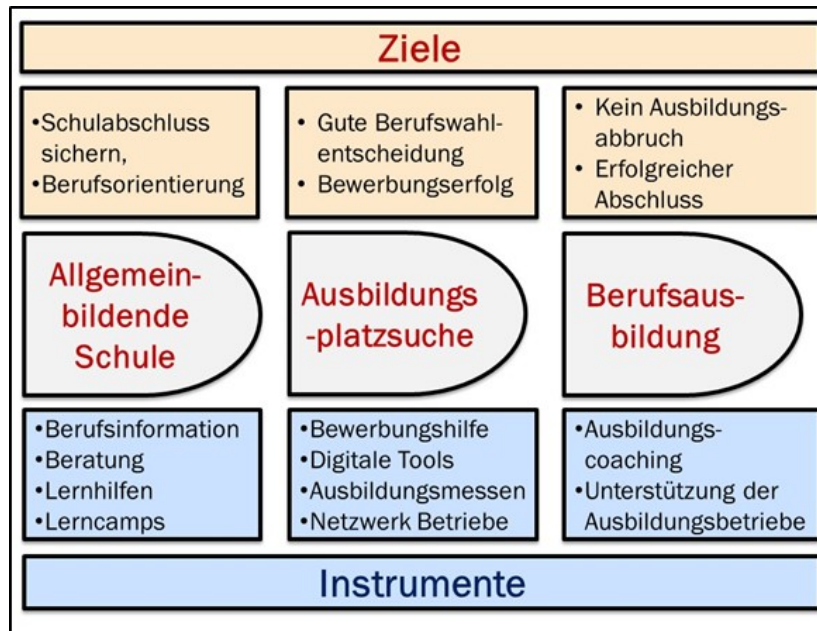 Ziele
•Schulabschluss
sichern,
•Berufsorientierung
• Gute Berufswahl-
entscheidung
• Bewerbungserfolg
• Kein Ausbildungs-
abbruch
• Erfolgreicher
Abschluss
Allgemein-
bildende
Schule
Ausbildungs
-platzsuche
Berufsaus-
bildung
•Berufsinformation
•Beratung
•Lernhilfen
•Lerncamps
•Bewerbungshilfe
•Digitale Tools
•Ausbildungsmessen
•Netzwerk Betriebe
•Ausbildungs-
coaching
•Unterstützung der
Ausbildungsbetriebe
Instrumente